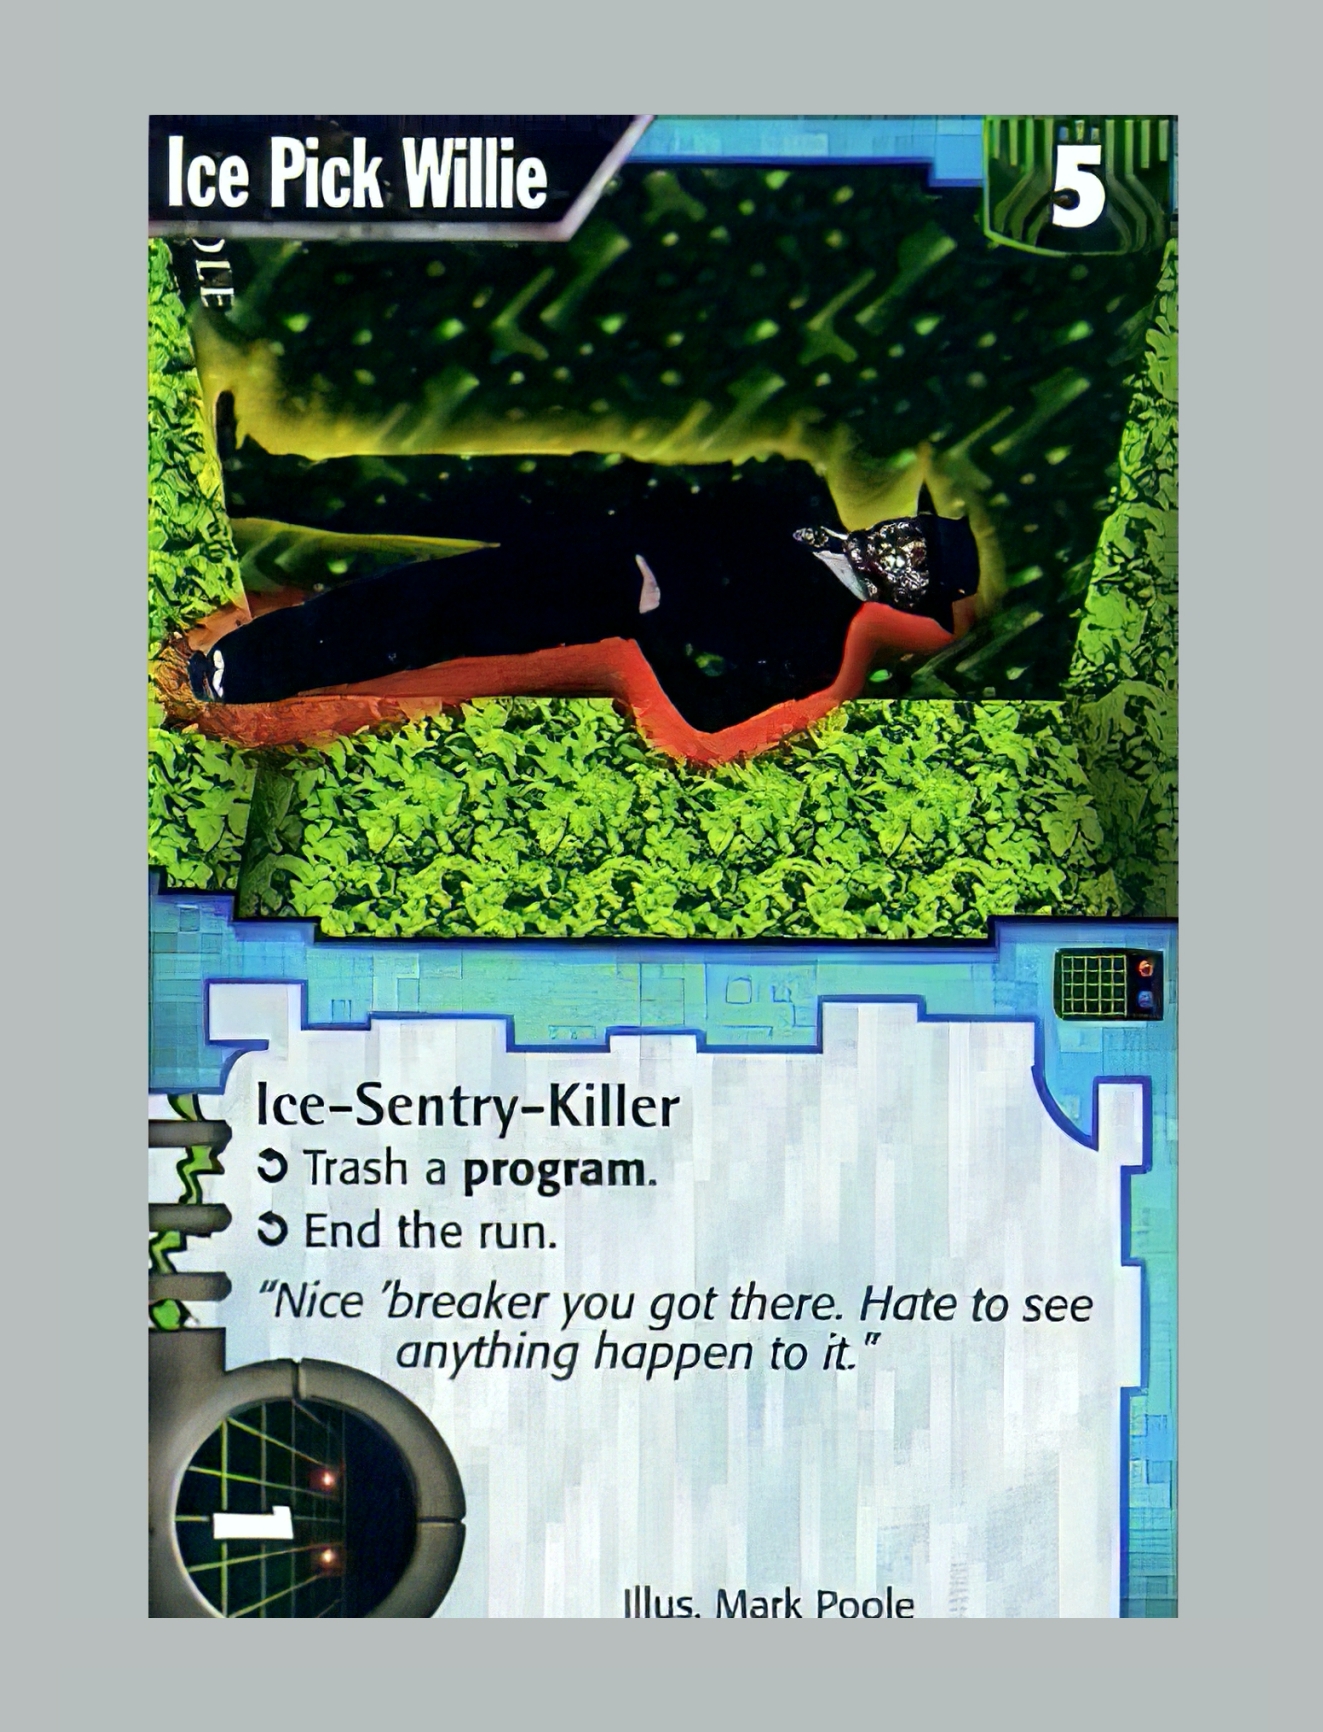 Ice Pick Willie
5
OLE
Ice-Sentry-Killer
Trash a program.
End the run.
"Nice 'breaker you got there. Hate to see
anything happen to it."
1
Illus. Mark Poole